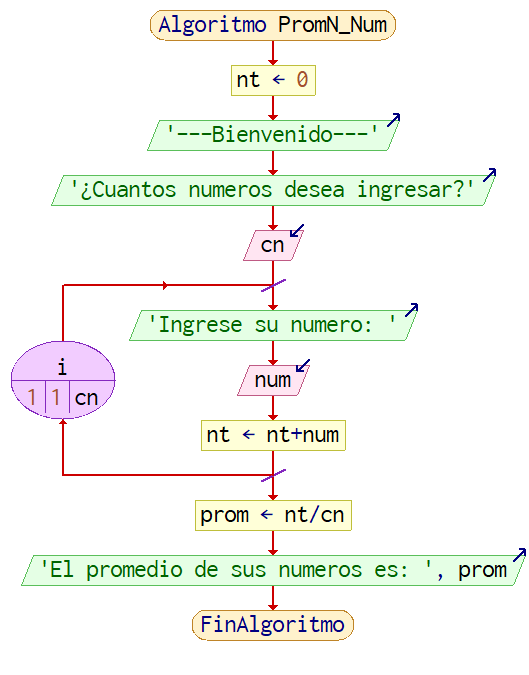 Algoritmo PromN_Num
nt ← 0
'---Bienvenido---'
'¿Cuantos numeros desea ingresar?'
cn
'Ingrese su numero: '
i
1 1 cn
num
nt ← nt+num
prom ← nt/cn
'El promedio de sus numeros es: ', prom
FinAlgoritmo